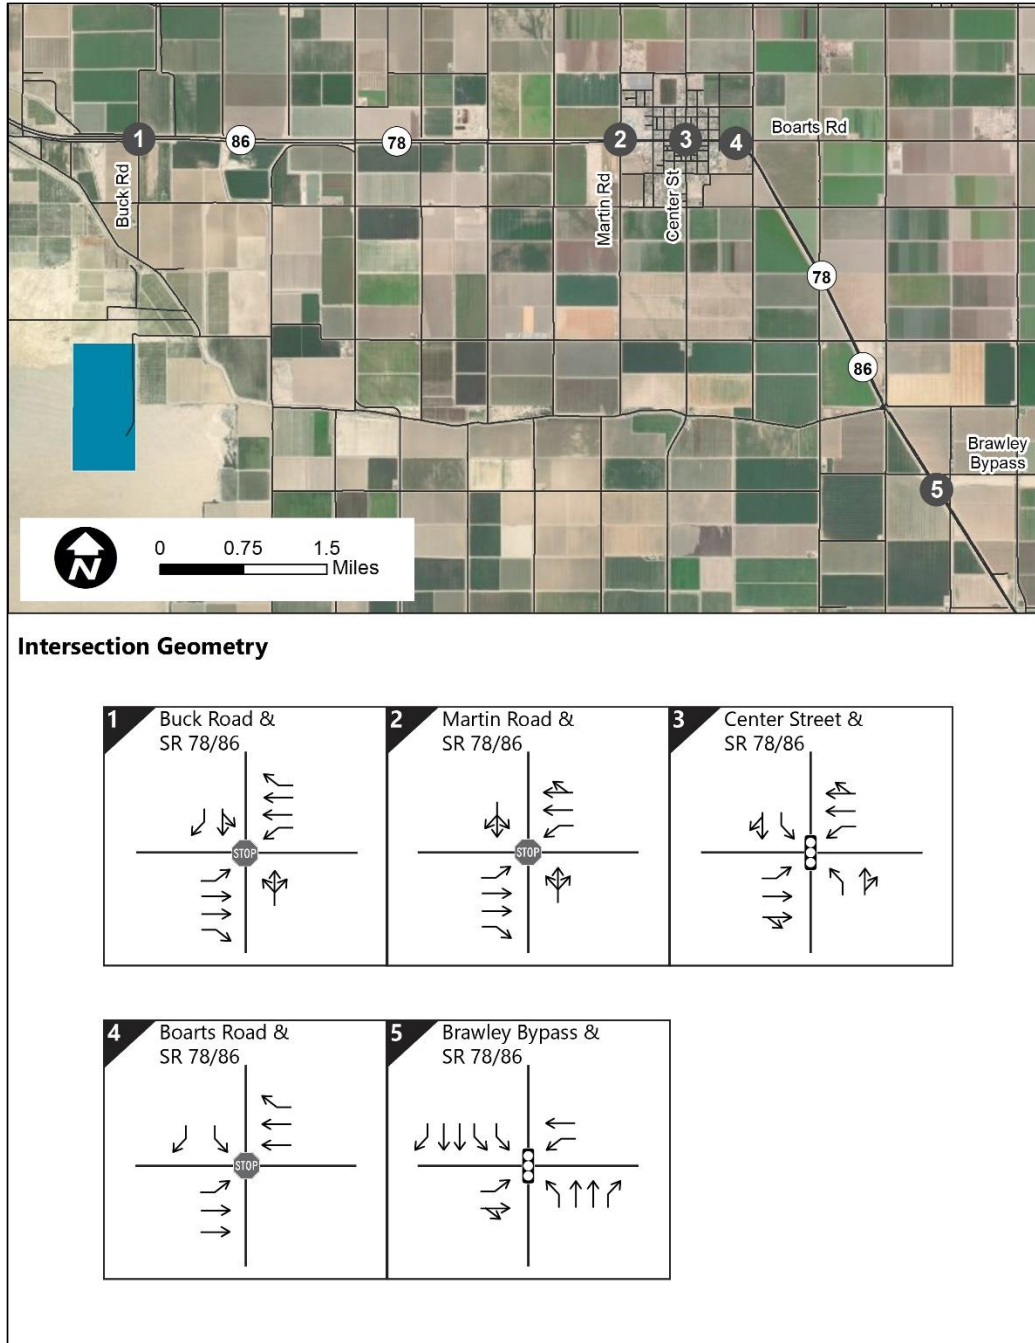 1
86
78
2
3
4
Boarts Rd
Buck Rd
Martin Rd
Center St
78
86
Brawley
Bypass
5
N
0 0.75 1.5
Miles
Intersection Geometry
1 Buck Road &
SR 78/86
STOP
2 Martin Road &
SR 78/86
STOP
3 Center Street &
SR 78/86
4 Boarts Road &
SR 78/86
STOP
5 Brawley Bypass &
SR 78/86